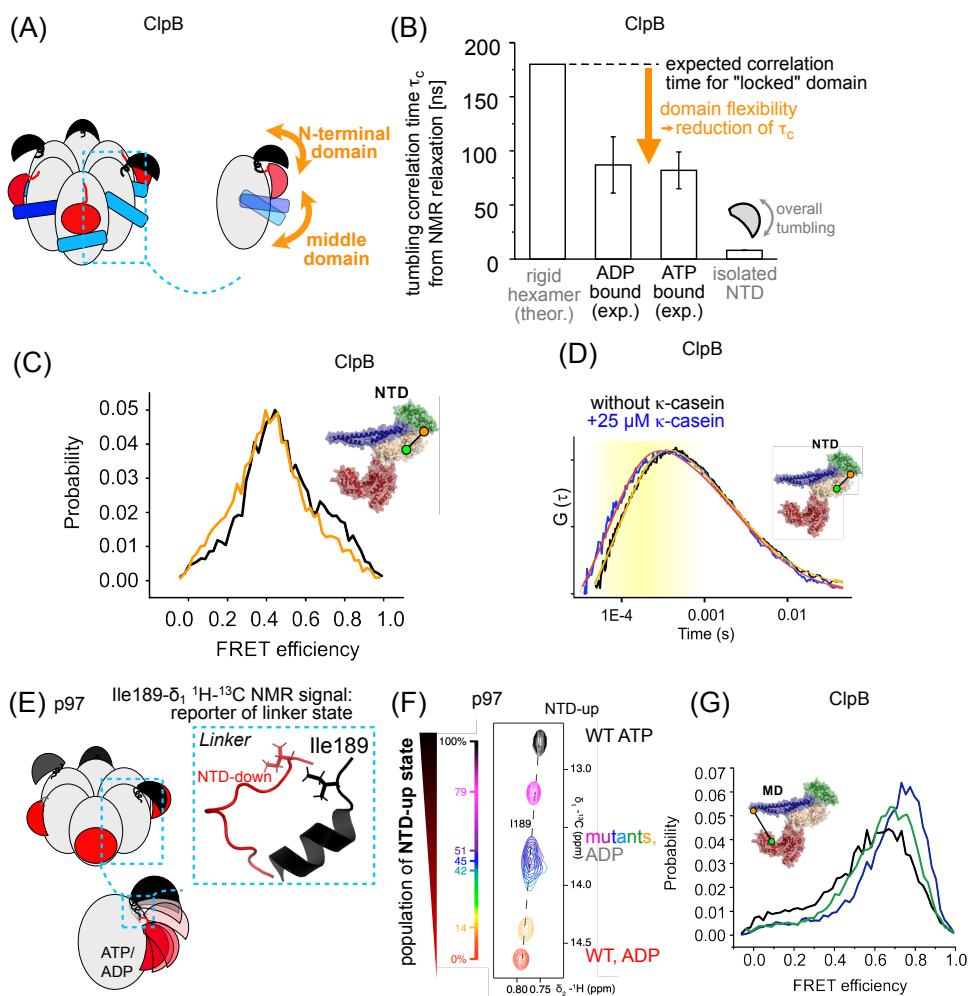 (A)
ClpB
N-terminal
domain
middle
domain
(B)
ClpB
tumbling correlation time τc
from NMR relaxation [ns]
200
150
100
50
0
expected correlation
time for "locked" domain
domain flexibility
→reduction of τc
overall
tumbling
rigid
hexamer
(theor.)
ADP
bound
(exp.)
ATP
bound
(exp.)
isolated
NTD
(C)
ClpB
NTD
Probability
0.05
0.04
0.03
0.02
0.01
0.00
0.0 0.2 0.4 0.6 0.8 1.0
FRET efficiency
(D)
ClpB
without κ-casein
+25 µM κ-casein
NTD
G (τ)
1E-4 0.001 0.01
Time (s)
(E)
p97
Ile189-δ1 1H-13C NMR signal:
reporter of linker state
Linker
Ile189
NTD-down
ATP/
ADP
(F)
p97
NTD-up
population of NTD-up state
100%
79
51
45
42
14
0%
I189
WT ATP
mutants,
ADP
WT, ADP
13.0
13.5
14.0
14.5
δ1 -13C (ppm)
0.80 0.75 δ2 -1H (ppm)
(G)
ClpB
MD
Probability
0.07
0.06
0.05
0.04
0.03
0.02
0.01
0.00
0.0 0.2 0.4 0.6 0.8 1.0
FRET efficiency